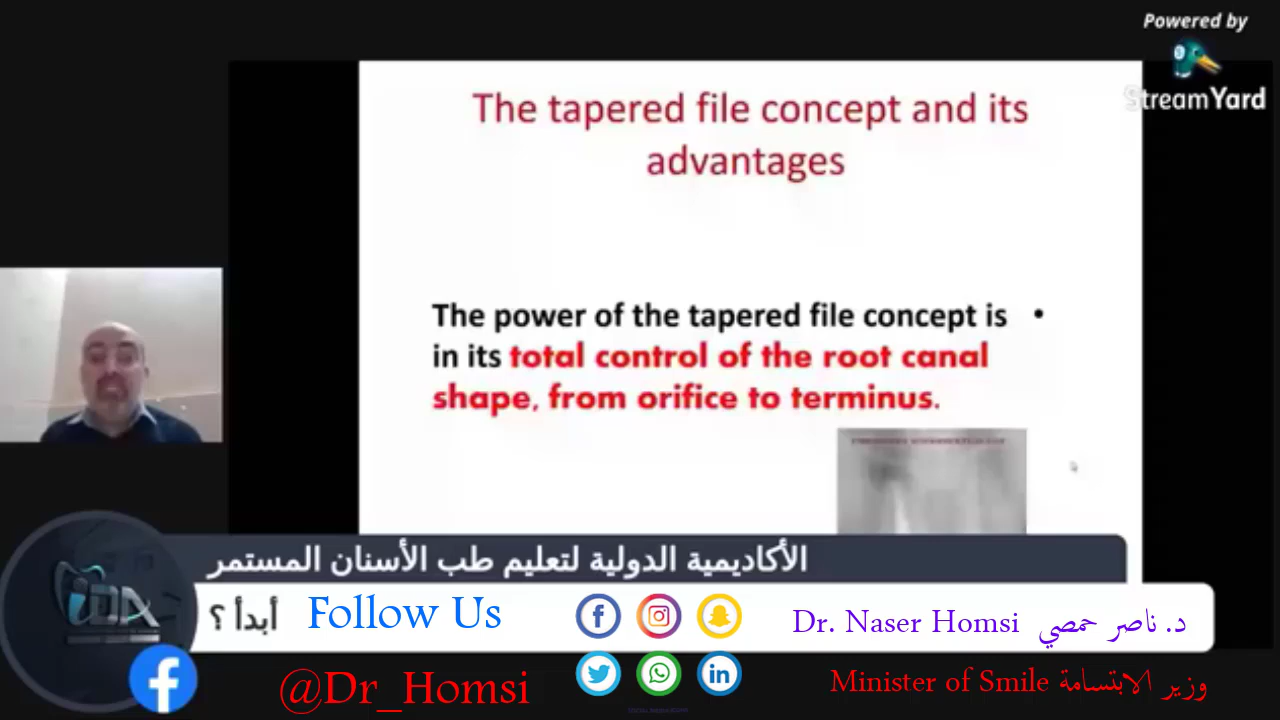 Powered by
StreamYard
The tapered file concept and its
advantages
• The power of the tapered file concept is
in its total control of the root canal
shape, from orifice to terminus.
الأكاديمية الدولية لتعليم طب الأسنان المستمر
iDA
أبدأ ؟
Follow Us
Dr. Naser Homsi د. ناصر حمصي
@Dr_Homsi
Minister of Smile وزير الابتسامة